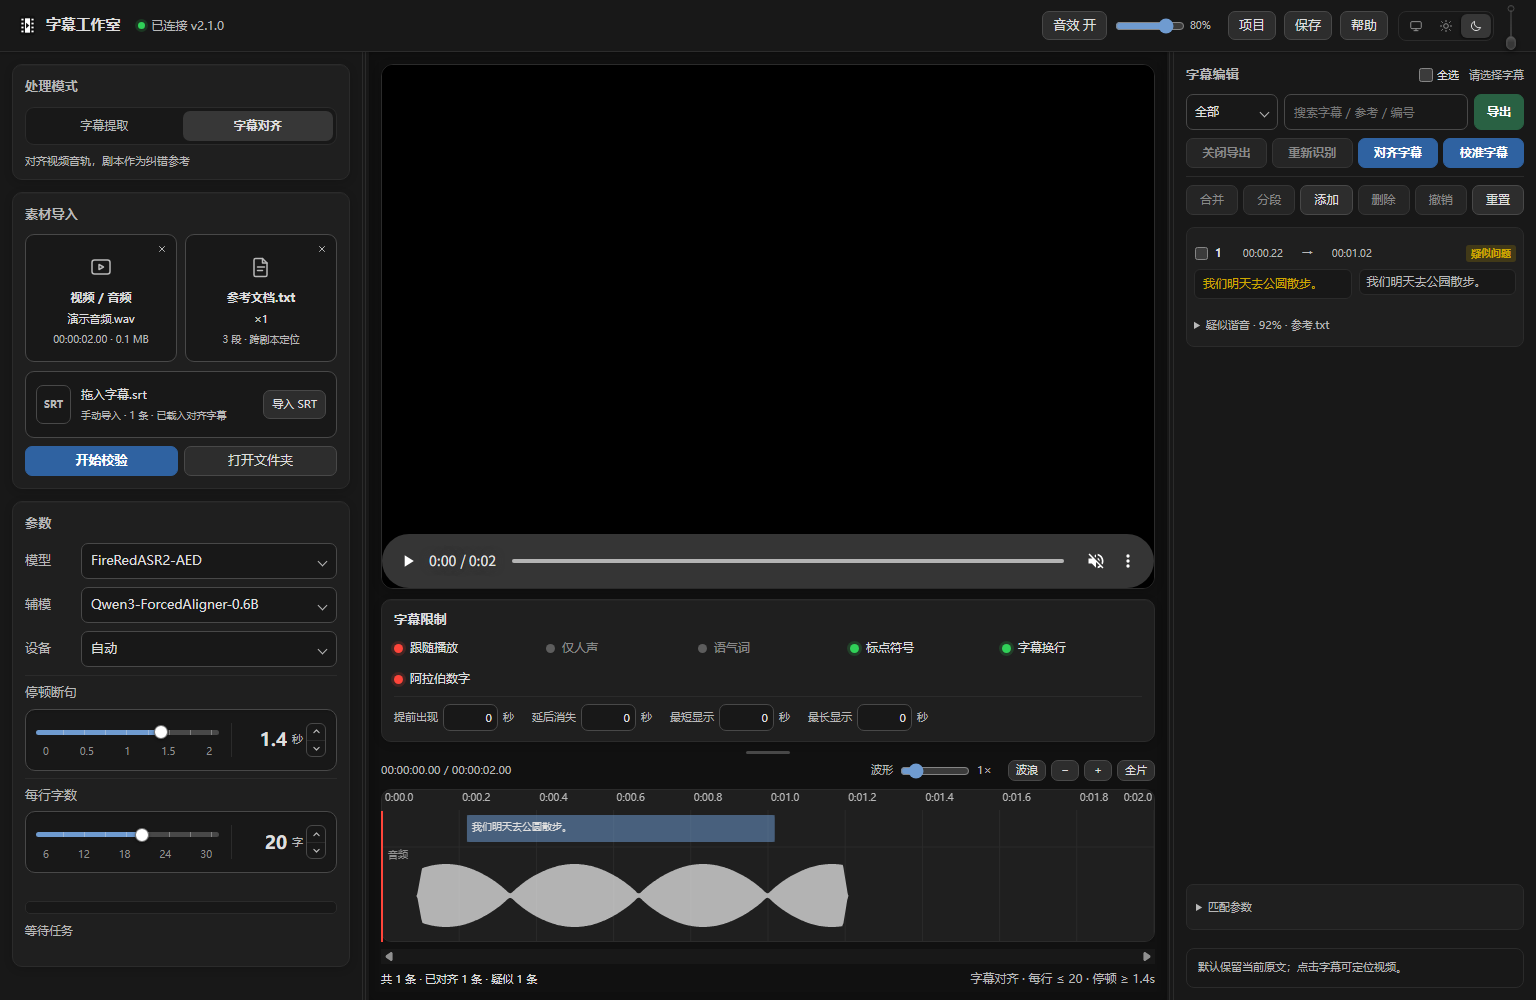 字幕工作室 已连接 v2.1.0 音效 开 80% 项目 保存 帮助
处理模式
字幕提取 字幕对齐
对齐视频音轨，剧本作为纠错参考
素材导入
× ×
视频 / 音频 参考文档.txt
演示音频.wav ×1
00:00:02.00 · 0.1 MB 3 段 · 跨剧本定位
SRT 拖入字幕.srt 导入 SRT
手动导入 · 1 条 · 已载入对齐字幕
开始校验 打开文件夹
参数
模型 FireRedASR2-AED
辅模 Qwen3-ForcedAligner-0.6B
设备 自动
停顿断句
1.4 秒
0 0.5 1 1.5 2
每行字数
20 字
6 12 18 24 30
等待任务
0:00 / 0:02
字幕限制
跟随播放 仅人声 语气词 标点符号 字幕换行
阿拉伯数字
提前出现 0 秒 延后消失 0 秒 最短显示 0 秒 最长显示 0 秒
00:00:00.00 / 00:00:02.00 波形 1× 波浪 − + 全片
0:00.0 0:00.2 0:00.4 0:00.6 0:00.8 0:01.0 0:01.2 0:01.4 0:01.6 0:01.8 0:02.0
我们明天去公圆散步。
音频
共 1 条 · 已对齐 1 条 · 疑似 1 条 字幕对齐 · 每行 ≤ 20 · 停顿 ≥ 1.4s
字幕编辑 全选 请选择字幕
全部 搜索字幕 / 参考 / 编号 导出
关闭导出 重新识别 对齐字幕 校准字幕
合并 分段 添加 删除 撤销 重置
1 00:00.22 → 00:01.02 疑似问题
我们明天去公圆散步。 我们明天去公园散步。
▶ 疑似谐音 · 92% · 参考.txt
▶ 匹配参数
默认保留当前原文；点击字幕可定位视频。